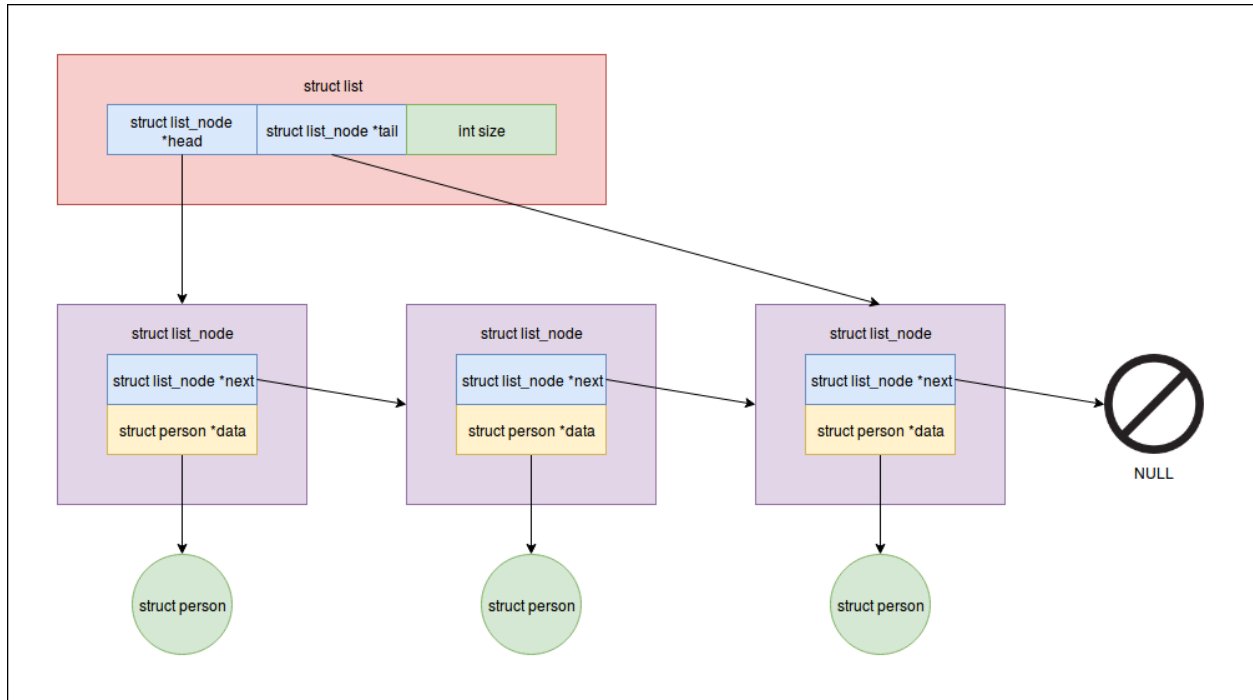 struct list
struct list_node
*head
struct list_node *tail
int size
struct list_node
struct list_node *next
struct person *data
struct list_node
struct list_node *next
struct person *data
struct list_node
struct list_node *next
struct person *data
NULL
struct person
struct person
struct person